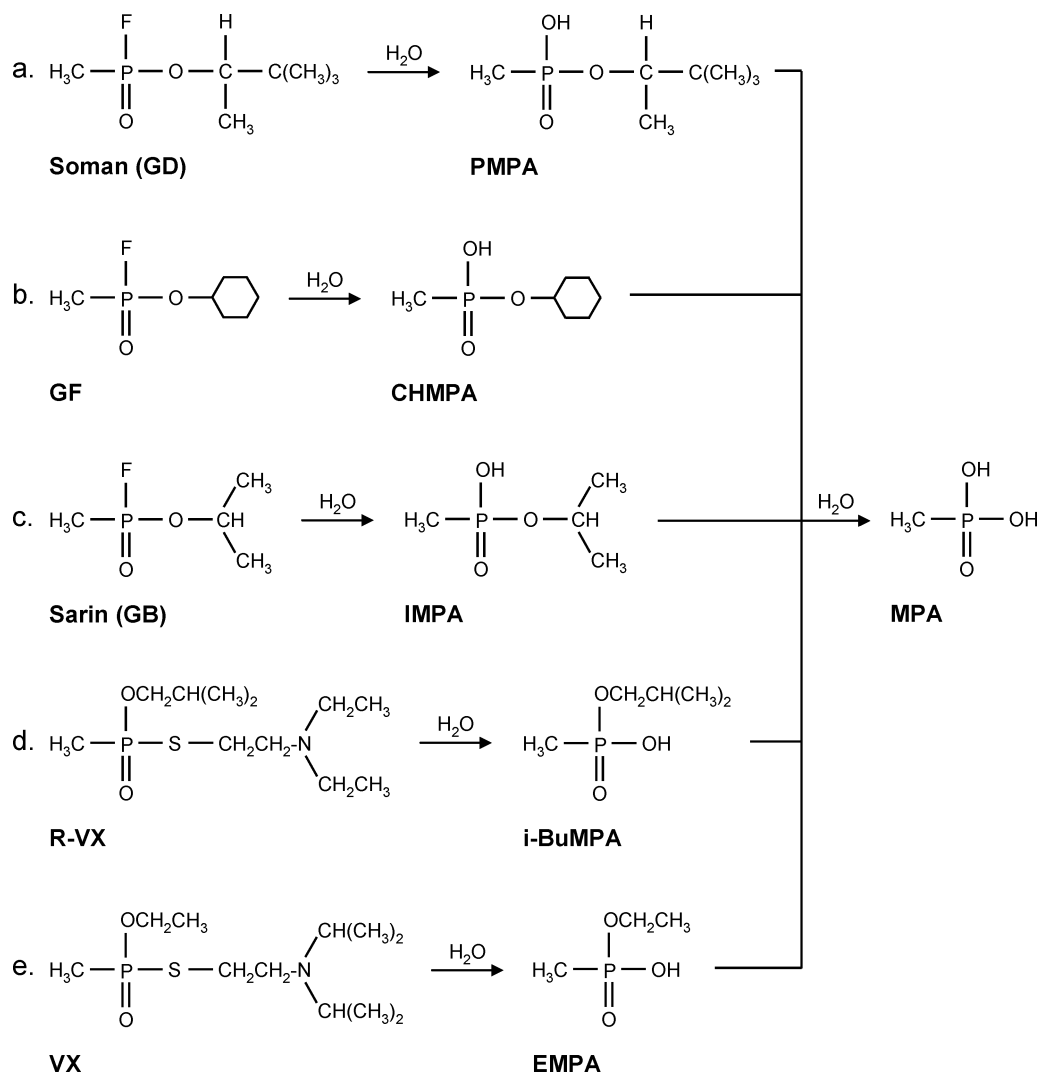 a.
F
H
H₃C P O C C(CH₃)₃
O
CH₃
H₂O
OH
H
H₃C P O C C(CH₃)₃
O
CH₃
Soman (GD)
PMPA
b.
F
H₃C P O
O
H₂O
OH
H₃C P O
O
GF
CHMPA
c.
F
CH₃
H₃C P O CH
O
CH₃
H₂O
OH
CH₃
H₃C P O CH
O
CH₃
H₂O
OH
H₃C P OH
O
Sarin (GB)
IMPA
MPA
d.
OCH₂CH(CH₃)₂
CH₂CH₃
H₃C P S CH₂CH₂-N
O
CH₂CH₃
H₂O
OCH₂CH(CH₃)₂
H₃C P OH
O
R-VX
i-BuMPA
e.
OCH₂CH₃
CH(CH₃)₂
H₃C P S CH₂CH₂-N
O
CH(CH₃)₂
H₂O
OCH₂CH₃
H₃C P OH
O
VX
EMPA